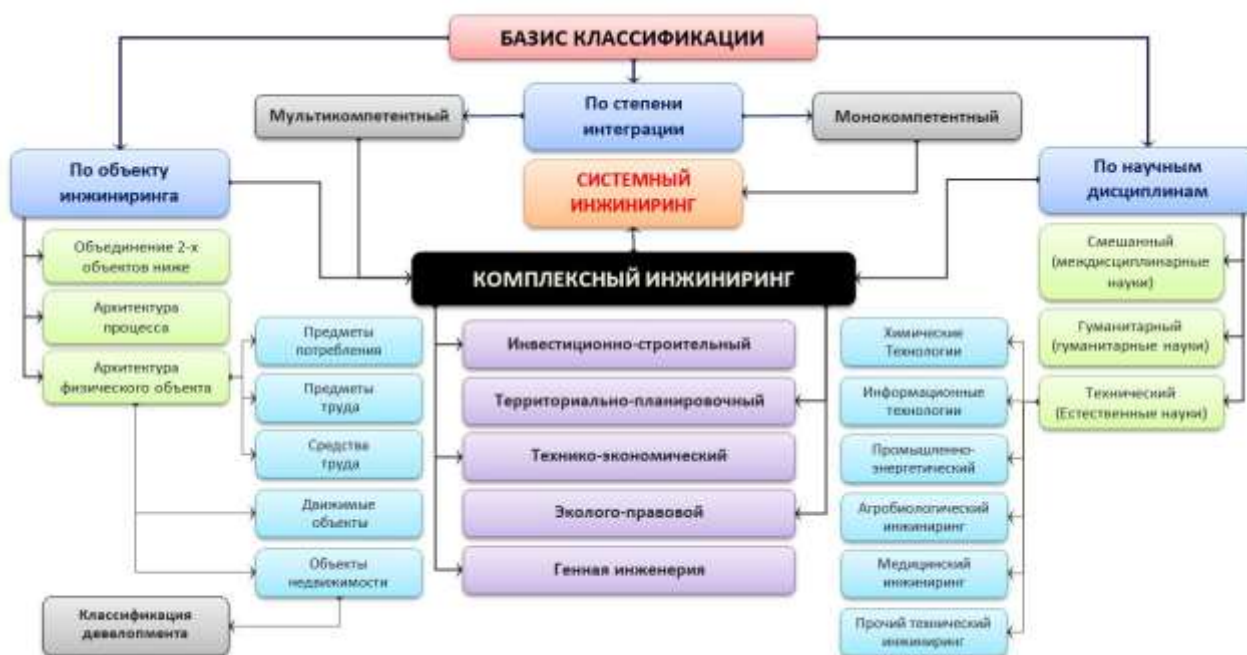 БАЗИС КЛАССИФИКАЦИИ
Мультикомпетентный
По степени
интеграции
Монокомпетентный
По объекту
инжиниринга
СИСТЕМНЫЙ
ИНЖИНИРИНГ
По научным
дисциплинам
Объединение 2-х
объектов ниже
Архитектура
процесса
Архитектура
физического объекта
КОМПЛЕКСНЫЙ ИНЖИНИРИНГ
Смешанный
(междисциплинарные
науки)
Гуманитарный
(гуманитарные науки)
Технический
(Естественные науки)
Предметы
потребления
Предметы
труда
Средства
труда
Движимые
объекты
Объекты
недвижимости
Классификация
девелопмента
Инвестиционно-строительный
Территориально-планировочный
Технико-экономический
Эколого-правовой
Генная инженерия
Химические
Технологии
Информационные
технологии
Промышленно-
энергетический
Агробиологический
инжиниринг
Медицинский
инжиниринг
Прочий технический
инжиниринг